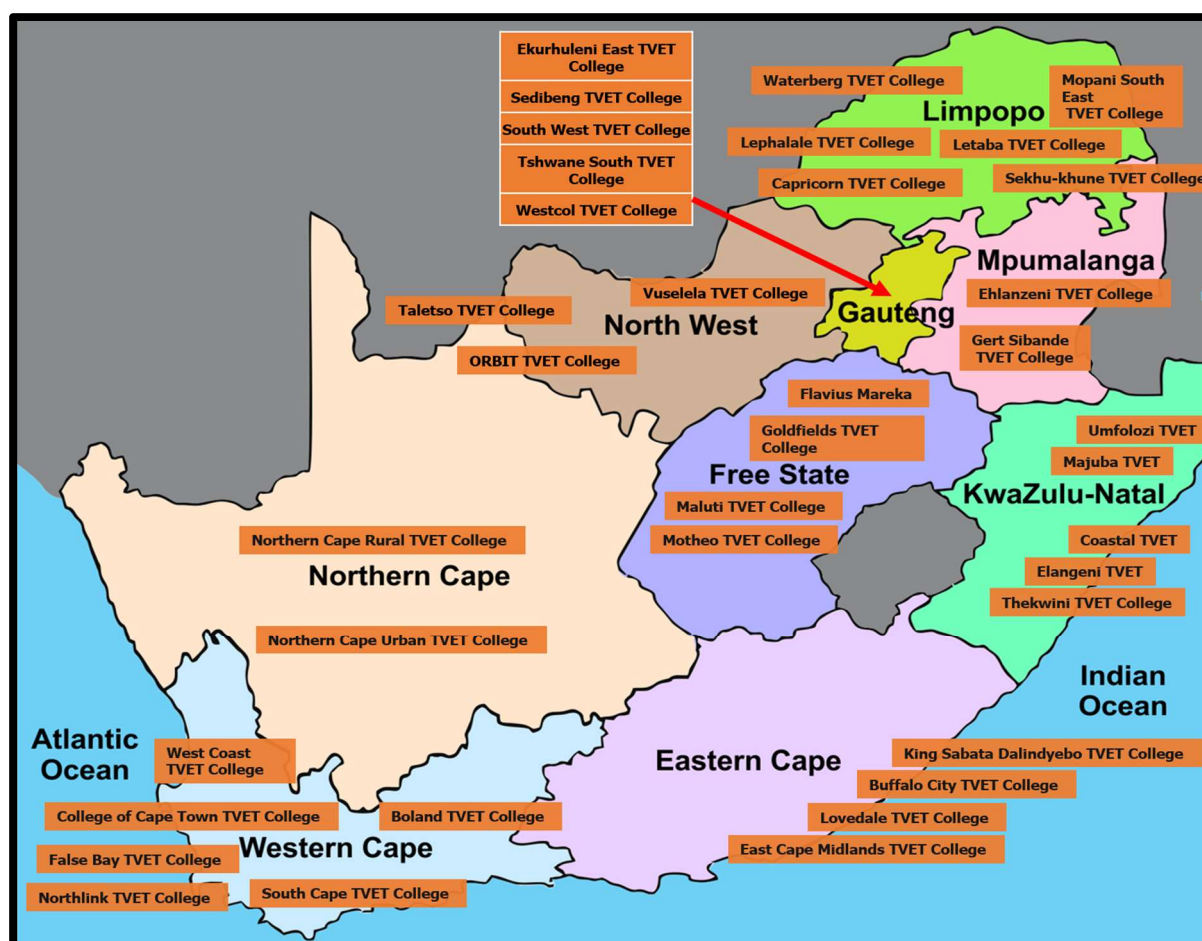 Ekurhuleni East TVET
College
Sedibeng TVET College
South West TVET College
Tshwane South TVET
College
Westcol TVET College
Waterberg TVET College
Mopani South
East
TVET College
Limpopo
Lephalale TVET College
Letaba TVET College
Capricorn TVET College
Sekhu-khune TVET College
Mpumalanga
Ehlanzeni TVET College
Gert Sibande
TVET College
Gauteng
Vuselela TVET College
Taletso TVET College
North West
ORBIT TVET College
Flavius Mareka
Goldfields TVET
College
Free State
Maluti TVET College
Motheo TVET College
Umfolozi TVET
Majuba TVET
KwaZulu-Natal
Coastal TVET
Elangeni TVET
Thekwini TVET College
Northern Cape Rural TVET College
Northern Cape
Northern Cape Urban TVET College
Indian
Ocean
Atlantic
Ocean
West Coast
TVET College
Eastern Cape
King Sabata Dalindyebo TVET College
Buffalo City TVET College
Lovedale TVET College
East Cape Midlands TVET College
College of Cape Town TVET College
Boland TVET College
Western Cape
False Bay TVET College
Northlink TVET College
South Cape TVET College